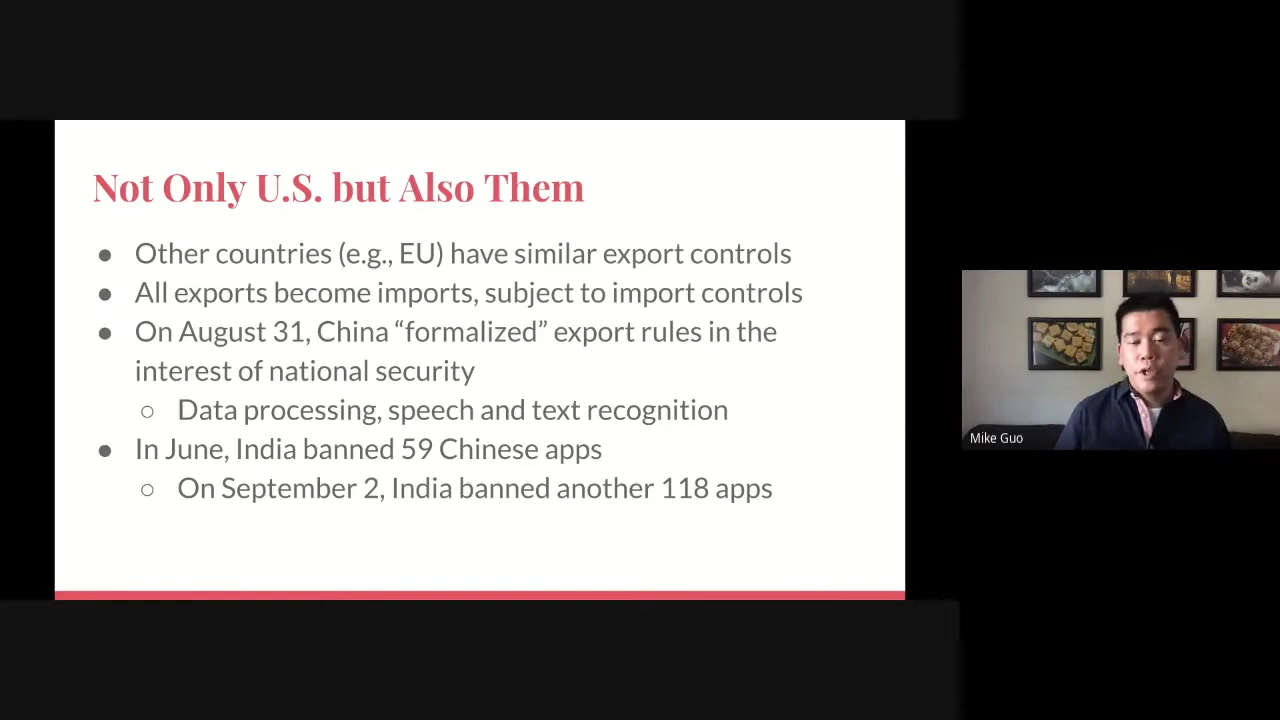 Not Only U.S. but Also Them
● Other countries (e.g., EU) have similar export controls
● All exports become imports, subject to import controls
● On August 31, China “formalized” export rules in the
interest of national security
○ Data processing, speech and text recognition
● In June, India banned 59 Chinese apps
○ On September 2, India banned another 118 apps
Mike Guo